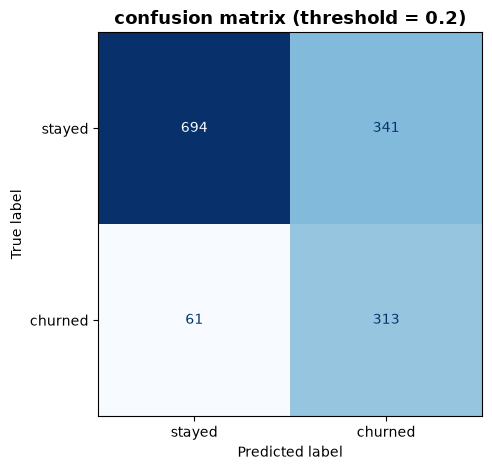 confusion matrix (threshold = 0.2)
True label
stayed
694
341
churned
61
313
stayed
churned
Predicted label